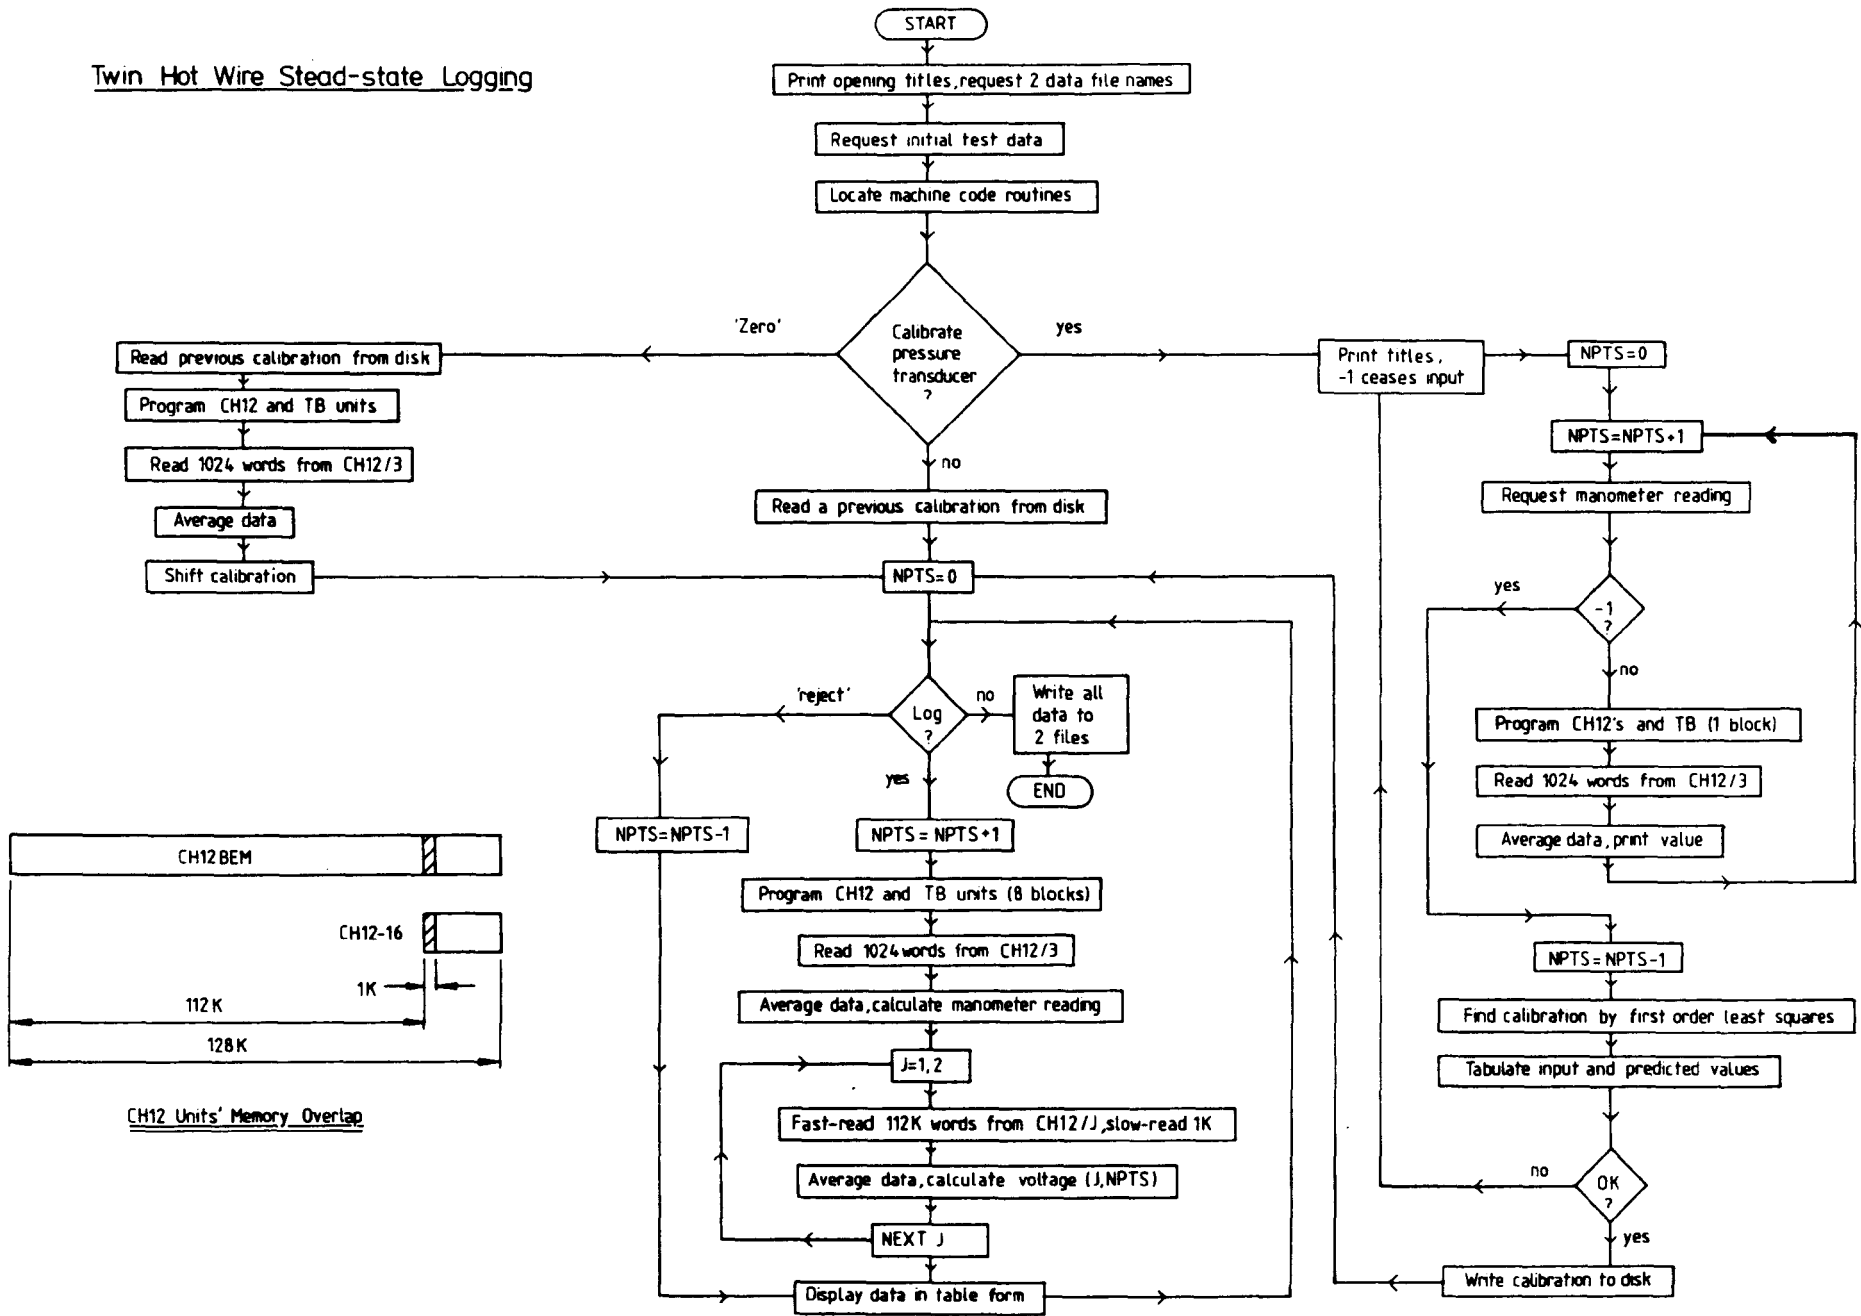 START
Twin Hot Wire Stead-state Logging
Print opening titles, request 2 data file names
Request initial test data
Locate machine code routines
Calibrate
pressure
transducer
?
'Zero'
yes
no
Read previous calibration from disk
Program CH12 and TB units
Read 1024 words from CH12/3
Average data
Shift calibration
Read a previous calibration from disk
NPTS=0
Log
?
'reject'
no
yes
Write all
data to
2 files
END
NPTS=NPTS-1
NPTS=NPTS+1
Program CH12 and TB units (8 blocks)
Read 1024 words from CH12/3
Average data, calculate manometer reading
J=1,2
Fast-read 112K words from CH12/J, slow-read 1K
Average data, calculate voltage (J,NPTS)
NEXT J
Display data in table form
Print titles,
-1 ceases input
NPTS=0
NPTS=NPTS+1
Request manometer reading
-1
?
yes
no
Program CH12's and TB (1 block)
Read 1024 words from CH12/3
Average data, print value
NPTS=NPTS-1
Find calibration by first order least squares
Tabulate input and predicted values
OK
?
no
yes
Write calibration to disk
CH12 BEM
CH12-16
1K
112K
128K
CH12 Units' Memory Overlap